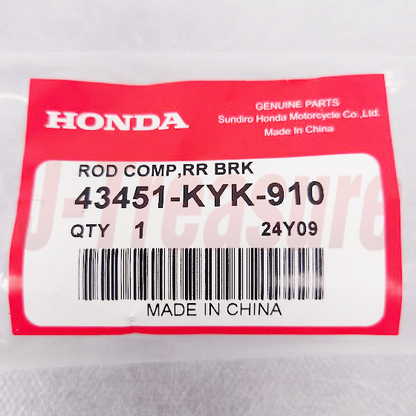 HONDA
GENUINE PARTS
Sundiro Honda Motorcycle Co.,Ltd.
Made in China
ROD COMP,RR BRK
43451-KYK-910
QTY 1 24Y09
J-Treasure
MADE IN CHINA